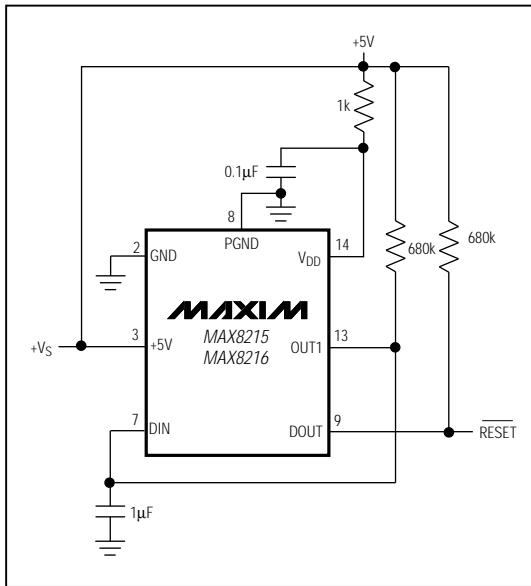 +5V
1k
0.1µF
8
PGND
2
GND
14
VDD
680k
680k
MAXIM
MAX8215
MAX8216
+VS
3
+5V
13
OUT1
7
DIN
9
DOUT
RESET
1µF